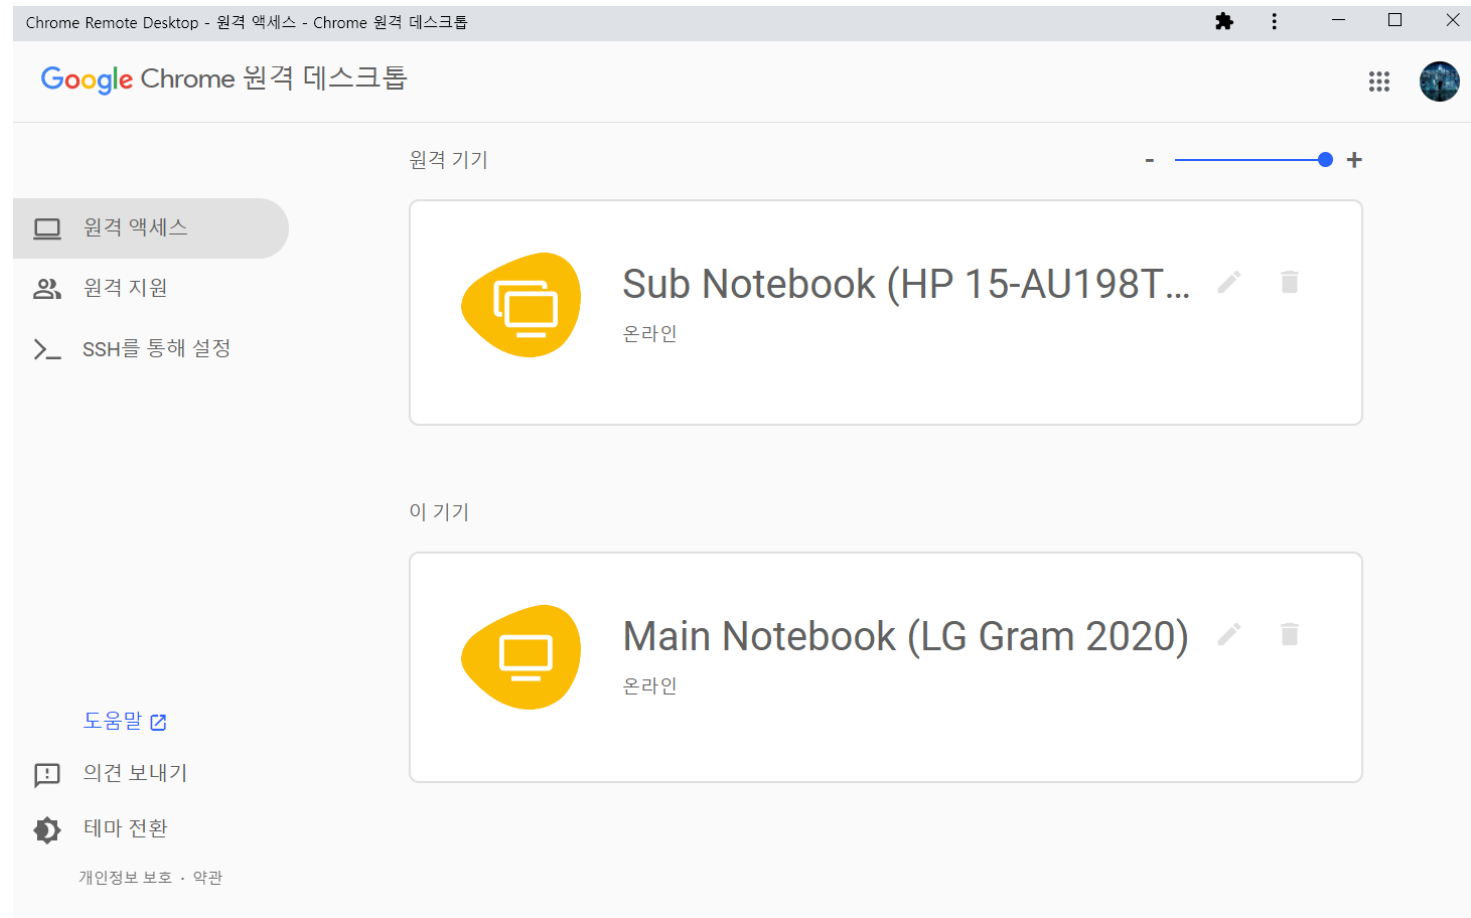 Chrome Remote Desktop - 원격 액세스 - Chrome 원격 데스크톱
Google Chrome 원격 데스크톱
원격 기기
- +
원격 액세스
원격 지원
SSH를 통해 설정
Sub Notebook (HP 15-AU198T...
온라인
이 기기
Main Notebook (LG Gram 2020)
온라인
도움말
의견 보내기
테마 전환
개인정보 보호 · 약관